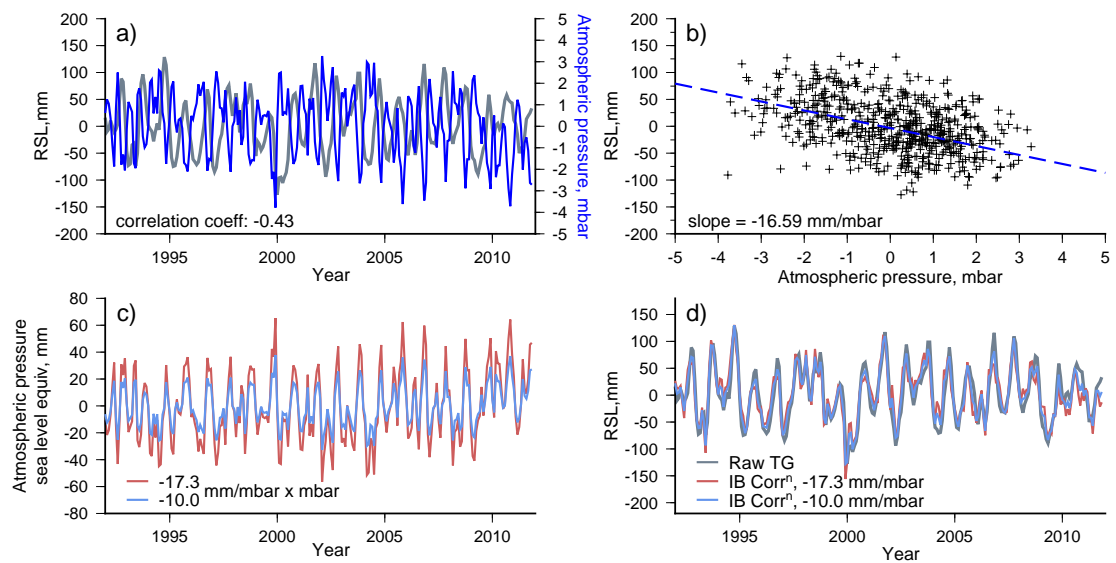 a)
200
150
100
50
0
-50
-100
-150
-200
RSL,mm
5
4
3
2
1
0
-1
-2
-3
-4
-5
Atmospheric
pressure, mbar
correlation coeff: -0.43
1995 2000 2005 2010
Year
b)
200
150
100
50
0
-50
-100
-150
-200
RSL,mm
slope = -16.59 mm/mbar
-5 -4 -3 -2 -1 0 1 2 3 4 5
Atmospheric pressure, mbar
c)
80
60
40
20
0
-20
-40
-60
-80
Atmospheric pressure
sea level equiv, mm
-17.3
-10.0
mm/mbar x mbar
1995 2000 2005 2010
Year
d)
150
100
50
0
-50
-100
-150
-200
RSL,mm
Raw TG
IB Corrⁿ, -17.3 mm/mbar
IB Corrⁿ, -10.0 mm/mbar
1995 2000 2005 2010
Year